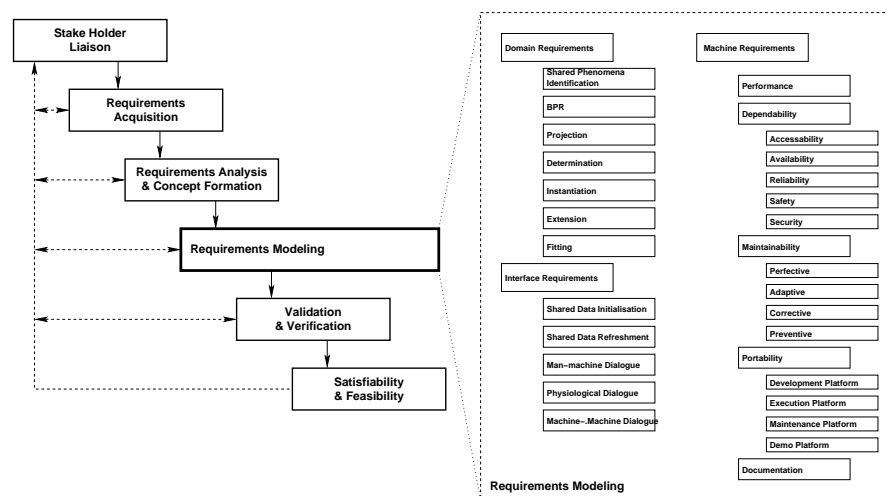 Stake Holder
Liaison
Requirements
Acquisition
Requirements Analysis
& Concept Formation
Requirements Modeling
Validation
& Verification
Satisfiability
& Feasibility
Domain Requirements
Shared Phenomena
Identification
BPR
Projection
Determination
Instantiation
Extension
Fitting
Interface Requirements
Shared Data Initialisation
Shared Data Refreshment
Man−machine Dialogue
Physiological Dialogue
Machine−.Machine Dialogue
Machine Requirements
Performance
Dependability
Accessability
Availability
Reliability
Safety
Security
Maintainability
Perfective
Adaptive
Corrective
Preventive
Portability
Development Platform
Execution Platform
Maintenance Platform
Demo Platform
Documentation
Requirements Modeling